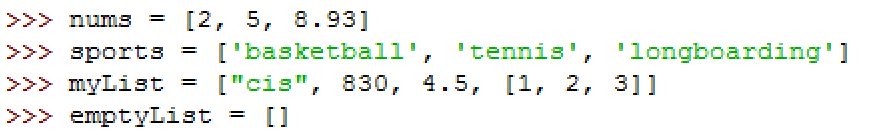 >>> nums = [2, 5, 8.93]
>>> sports = ['basketball', 'tennis', 'longboarding']
>>> myList = ["cis", 830, 4.5, [1, 2, 3]]
>>> emptyList = []